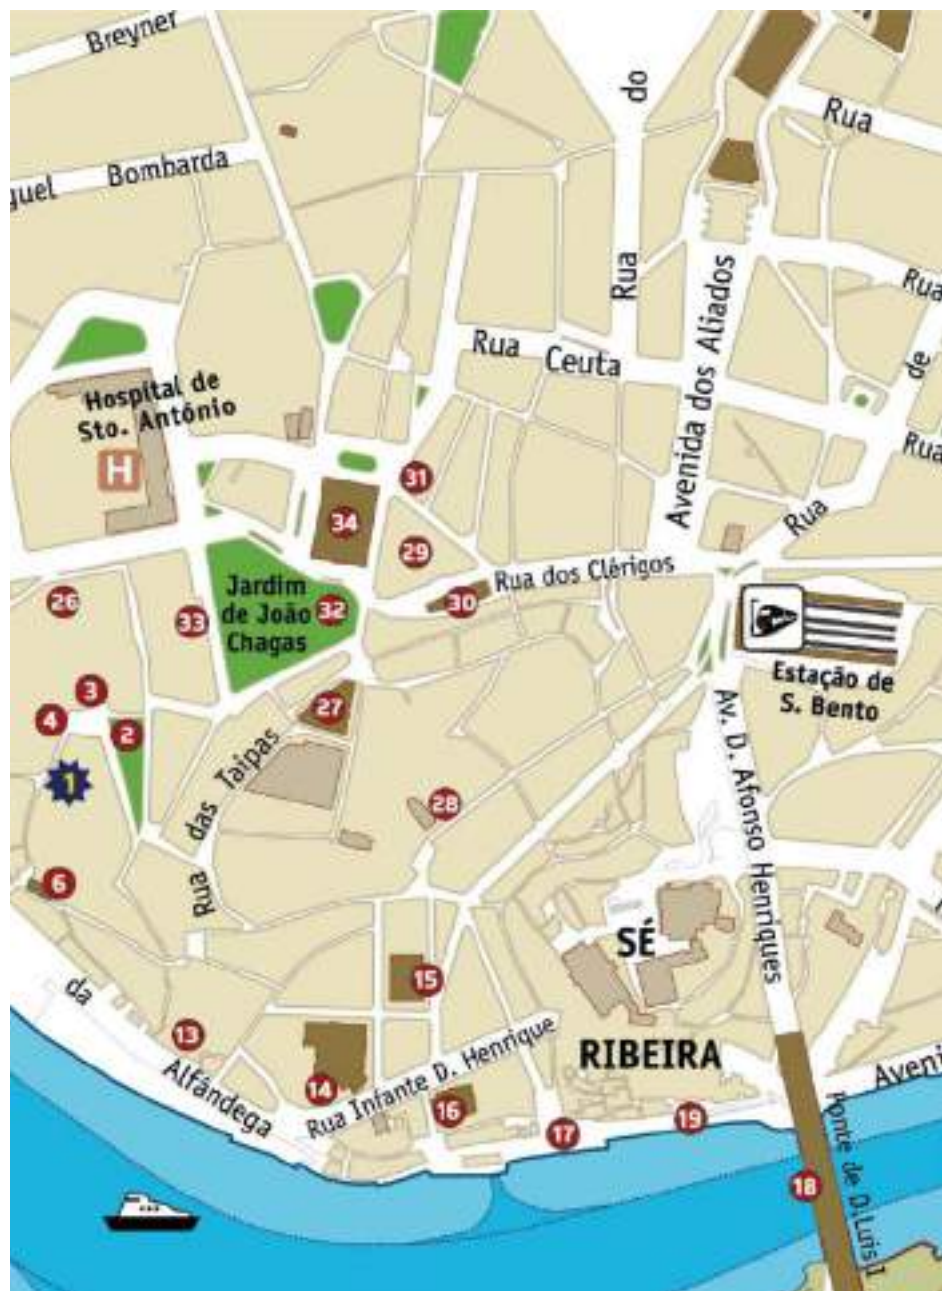 Breyner
do
Rua
guel Bombarda
Rua
Rua
Rua Ceuta
Avenida dos Aliados
de
Hospital de
Sto. António
H
Rua
31
34
29
Rua
Rua dos Clérigos
Jardim
de João
Chagas
26
33
32
30
Estação de
S. Bento
3
4
2
27
1
Rua das Taipas
Av. D. Afonso Henriques
28
6
SÉ
15
da Alfândega
13
RIBEIRA
14
Rua Infante D. Henrique
16
17
19
Aveni
Ponte de D.Luis I
18